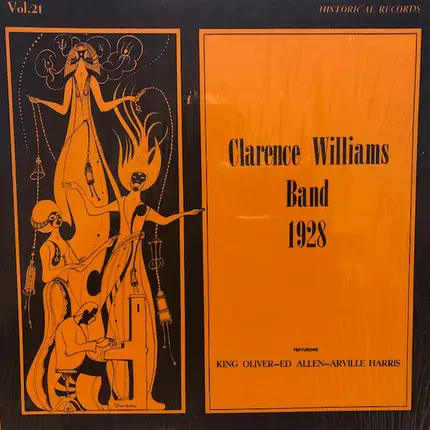 Vol.21
HISTORICAL RECORDS
Clarence Williams
Band
1928
FEATURING
KING OLIVER—ED ALLEN—ARVILLE HARRIS